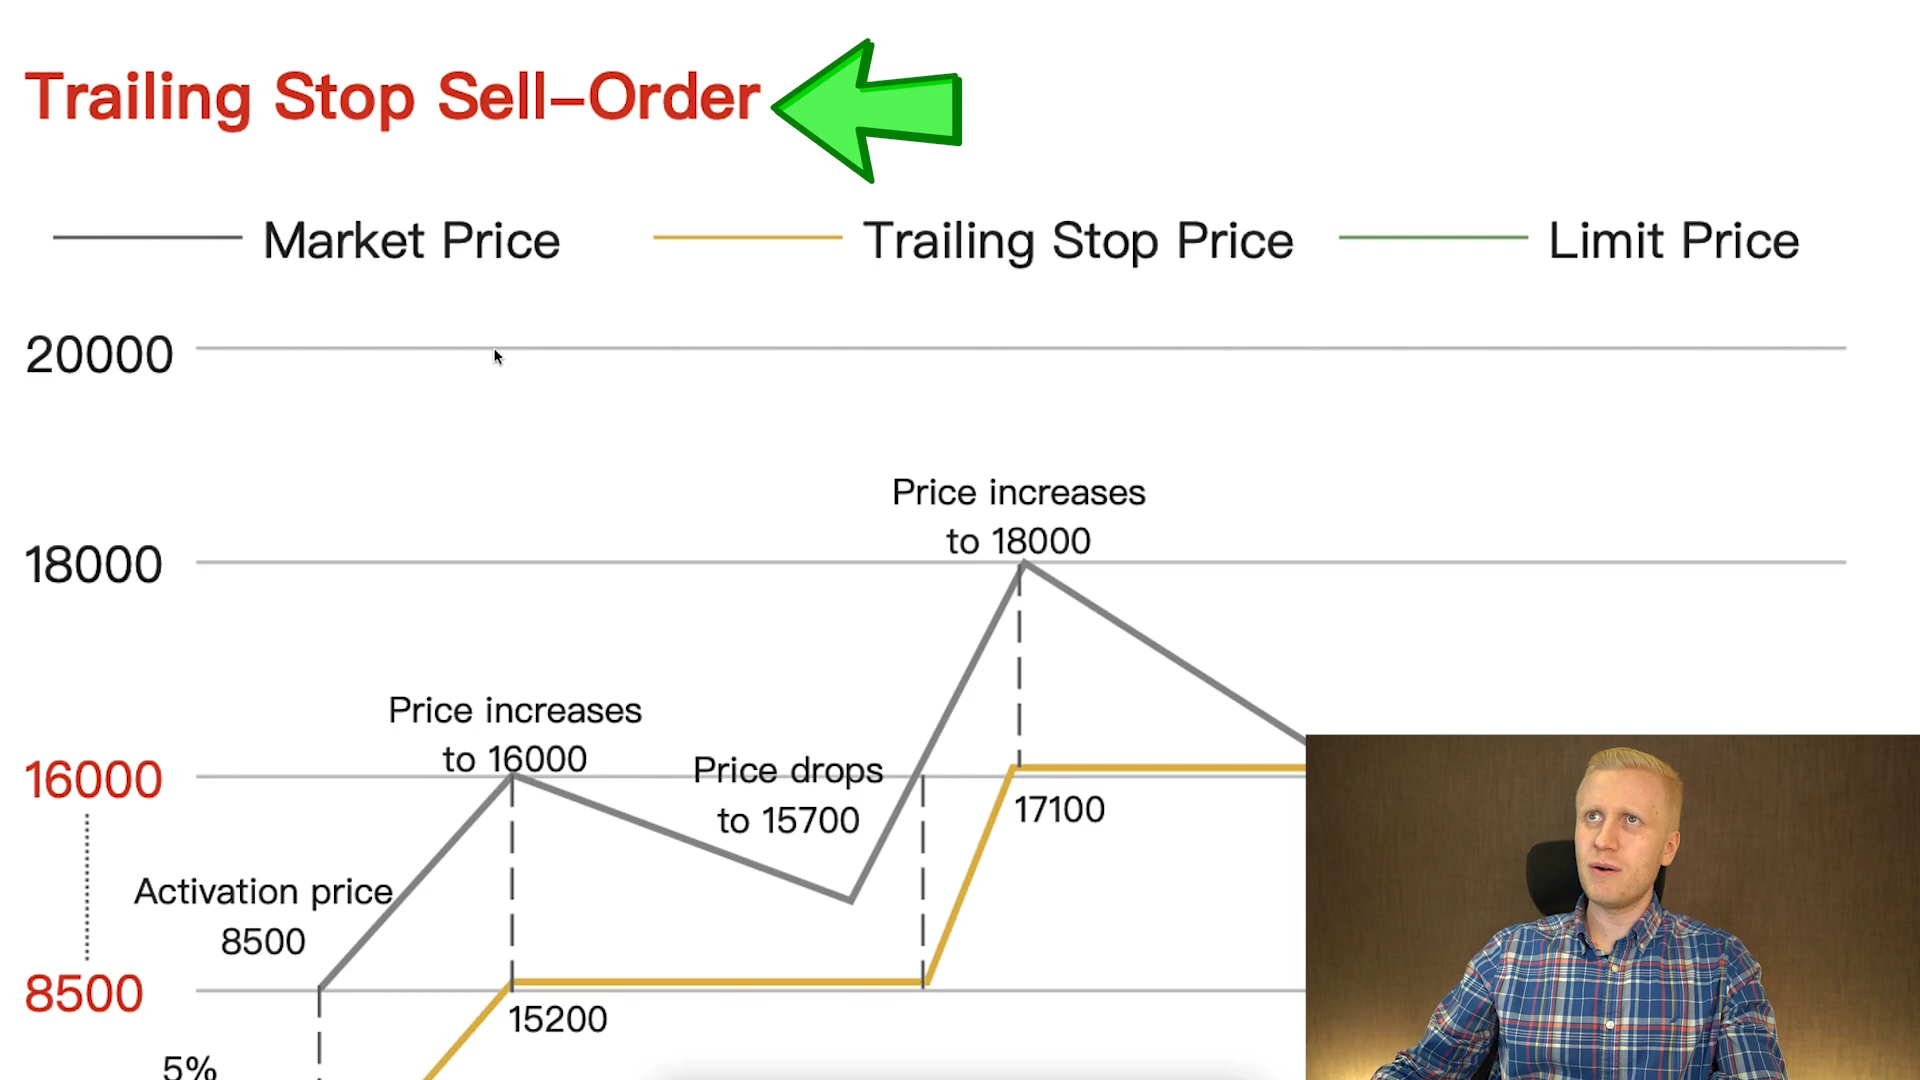 Trailing Stop Sell–Order
Market Price
Trailing Stop Price
Limit Price
20000
Price increases
to 18000
18000
Price increases
to 16000
Price drops
to 15700
16000
17100
Activation price
8500
8500
15200
5%